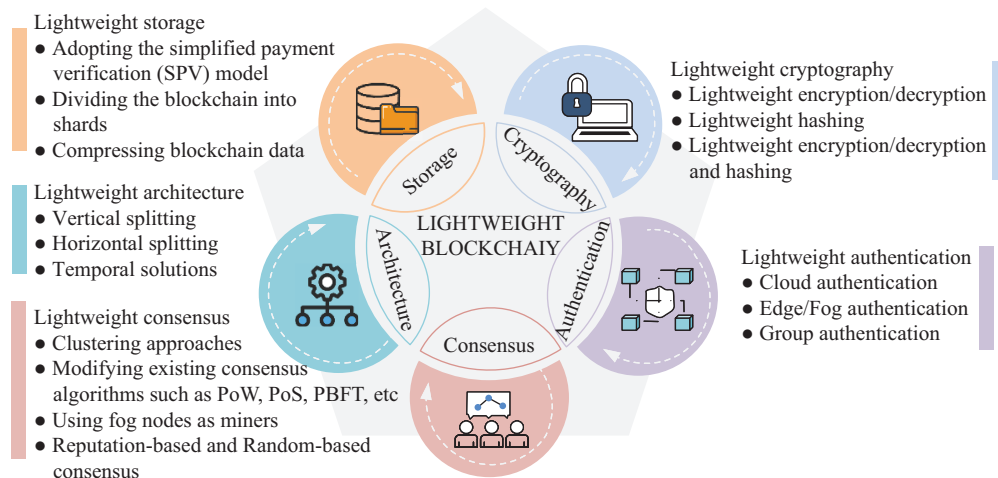 Lightweight storage
● Adopting the simplified payment
verification (SPV) model
● Dividing the blockchain into
shards
● Compressing blockchain data
Lightweight architecture
● Vertical splitting
● Horizontal splitting
● Temporal solutions
Lightweight consensus
● Clustering approaches
● Modifying existing consensus
algorithms such as PoW, PoS, PBFT, etc
● Using fog nodes as miners
● Reputation-based and Random-based
consensus
Storage
Cryptography
LIGHTWEIGHT
BLOCKCHAIY
Architecture
Authentication
Consensus
Lightweight cryptography
● Lightweight encryption/decryption
● Lightweight hashing
● Lightweight encryption/decryption
and hashing
Lightweight authentication
● Cloud authentication
● Edge/Fog authentication
● Group authentication